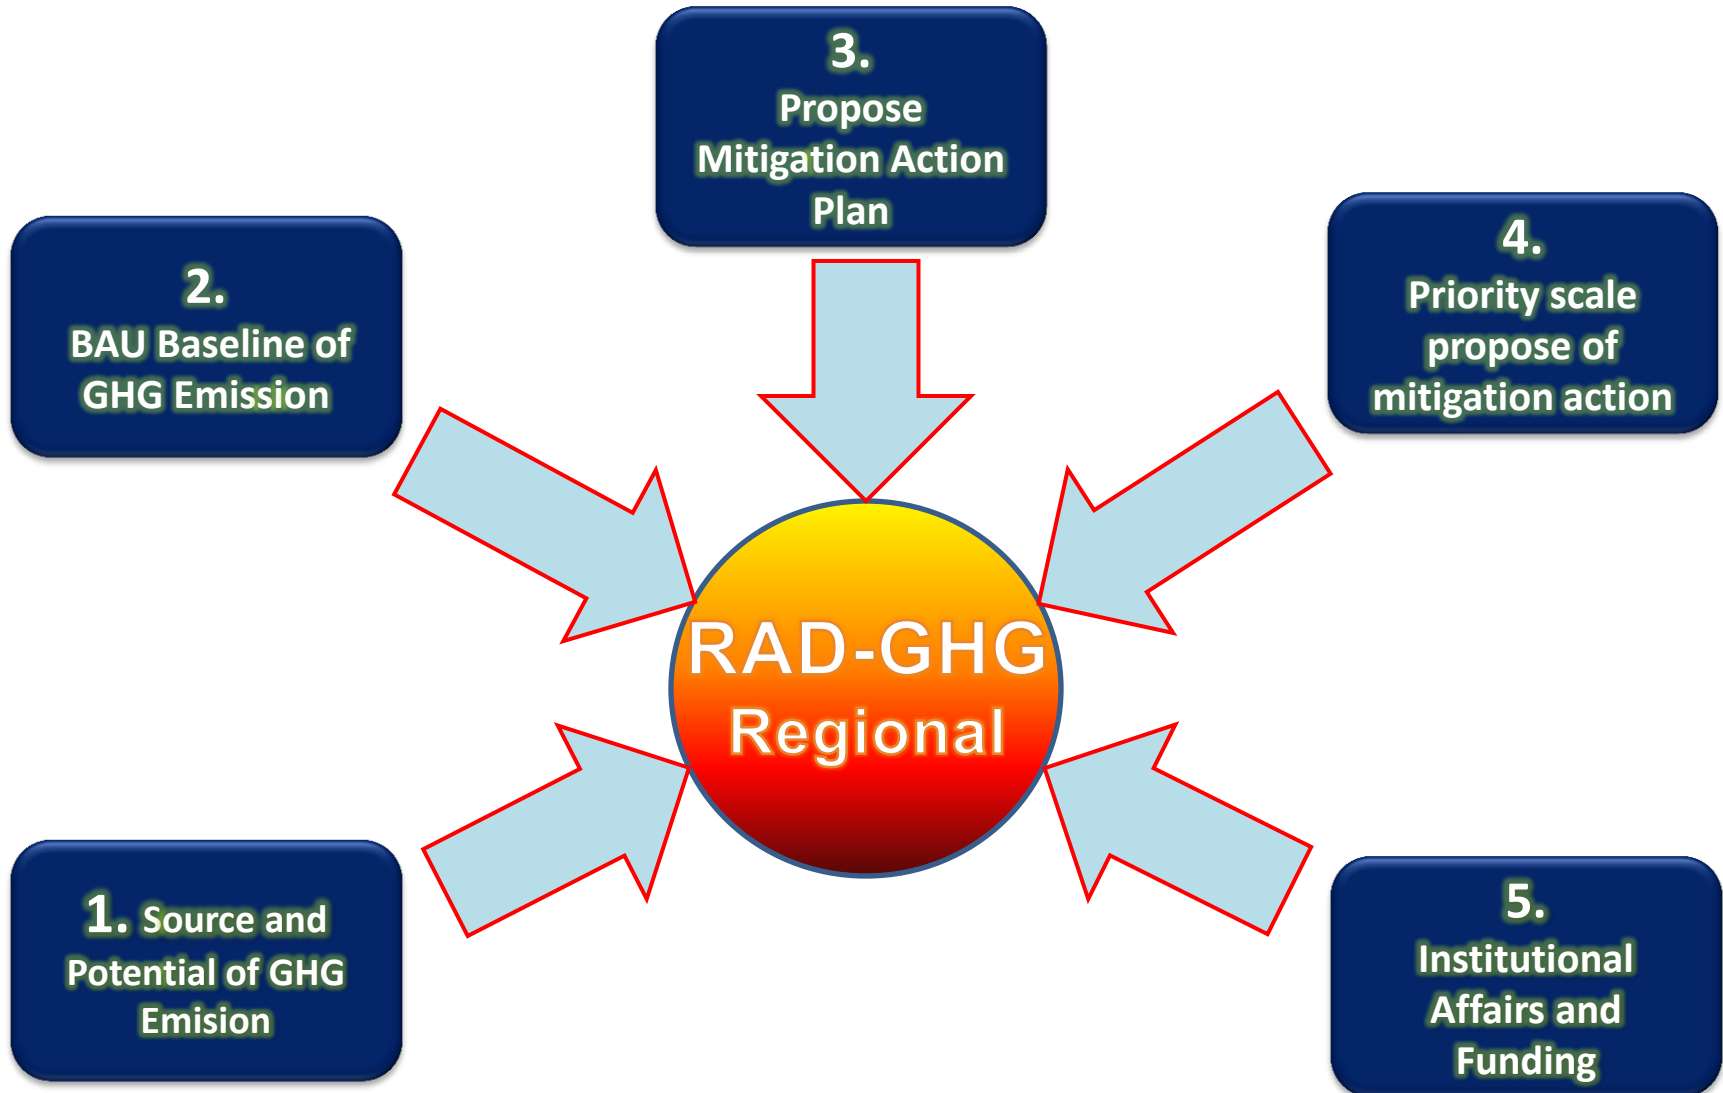 3.
Propose
Mitigation Action
Plan
2.
BAU Baseline of
GHG Emission
4.
Priority scale
propose of
mitigation action
RAD-GHG
Regional
1. Source and
Potential of GHG
Emision
5.
Institutional
Affairs and
Funding